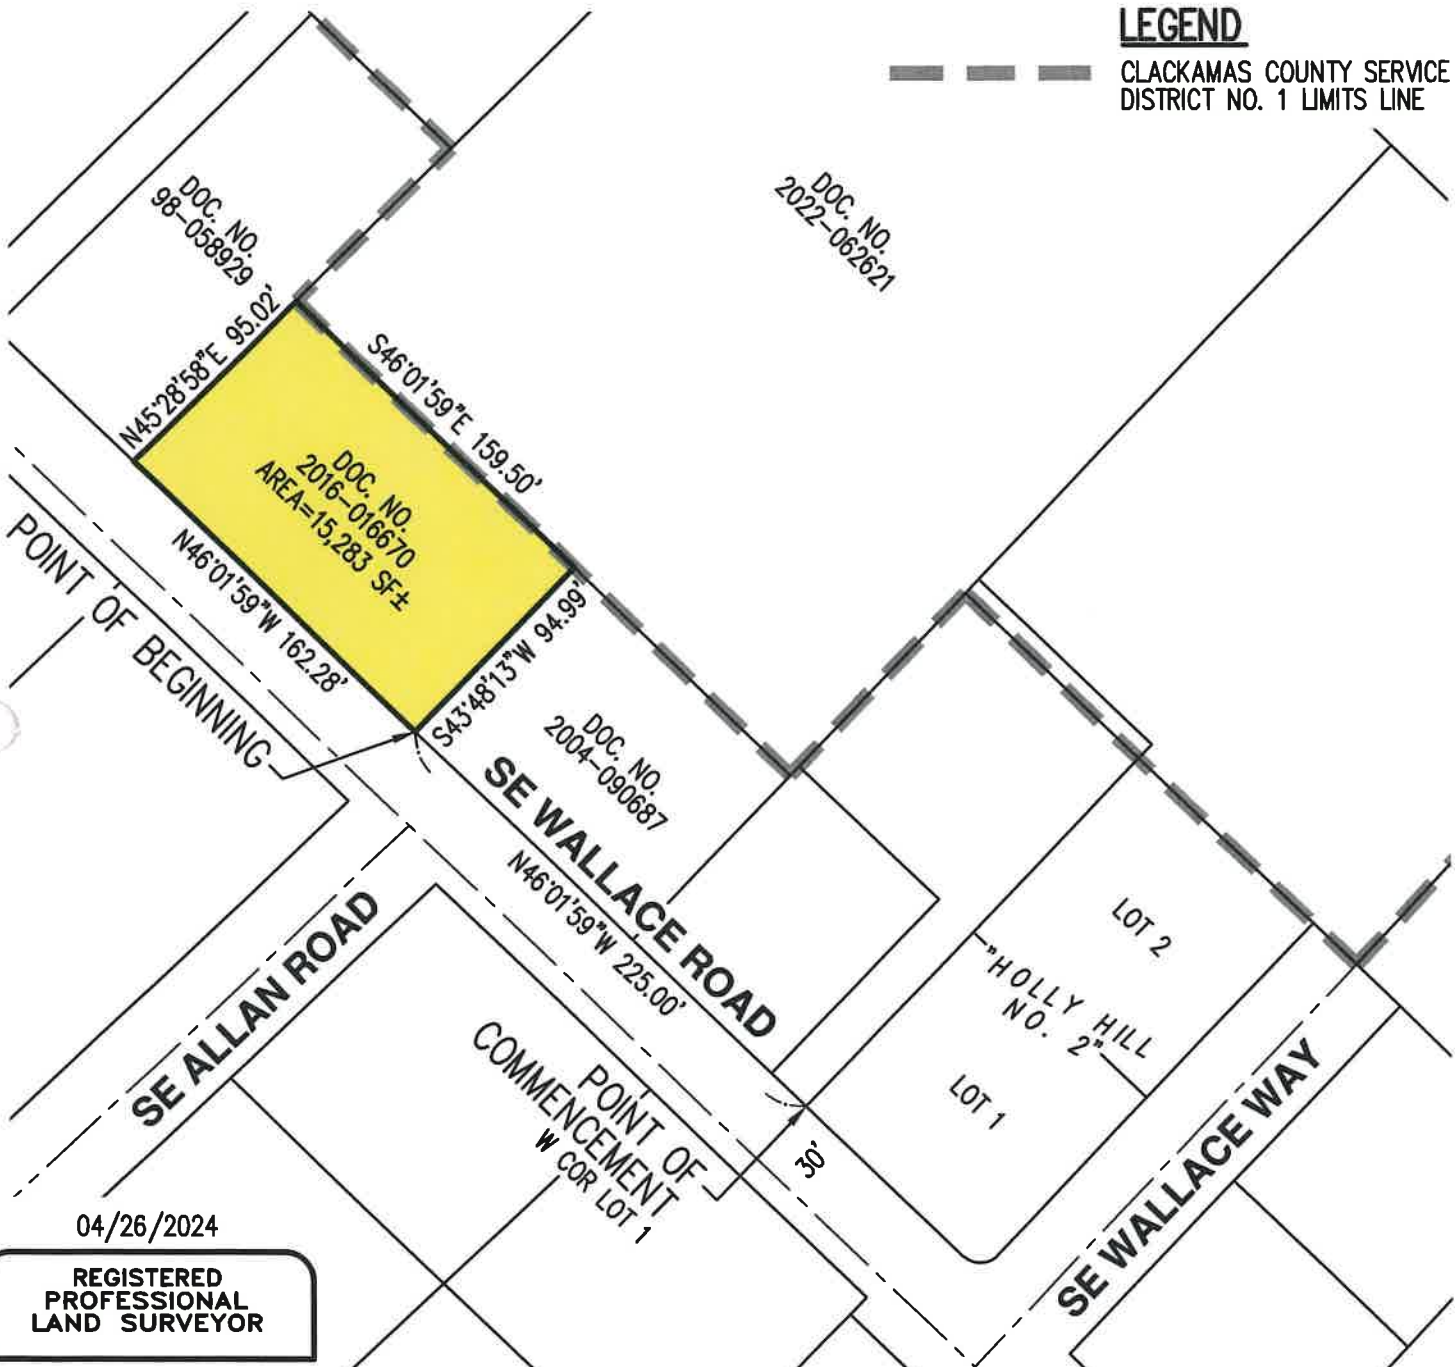 LEGEND
CLACKAMAS COUNTY SERVICE
DISTRICT NO. 1 LIMITS LINE
DOC. NO.
98-058929
DOC. NO.
2022-062621
N45°28'58"E 95.02'
S46°01'59"E 159.50'
DOC. NO.
2016-016670
AREA=15,283 SF±
N46°01'59"W 162.28'
S43°48'13"W 94.99'
POINT OF BEGINNING
DOC. NO.
2004-090687
SE WALLACE ROAD
N46°01'59"W 225.00'
SE ALLAN ROAD
LOT 2
"HOLLY HILL
NO. 2"
LOT 1
POINT OF
COMMENCEMENT
W COR LOT 1
30'
SE WALLACE WAY
04/26/2024
REGISTERED
PROFESSIONAL
LAND SURVEYOR